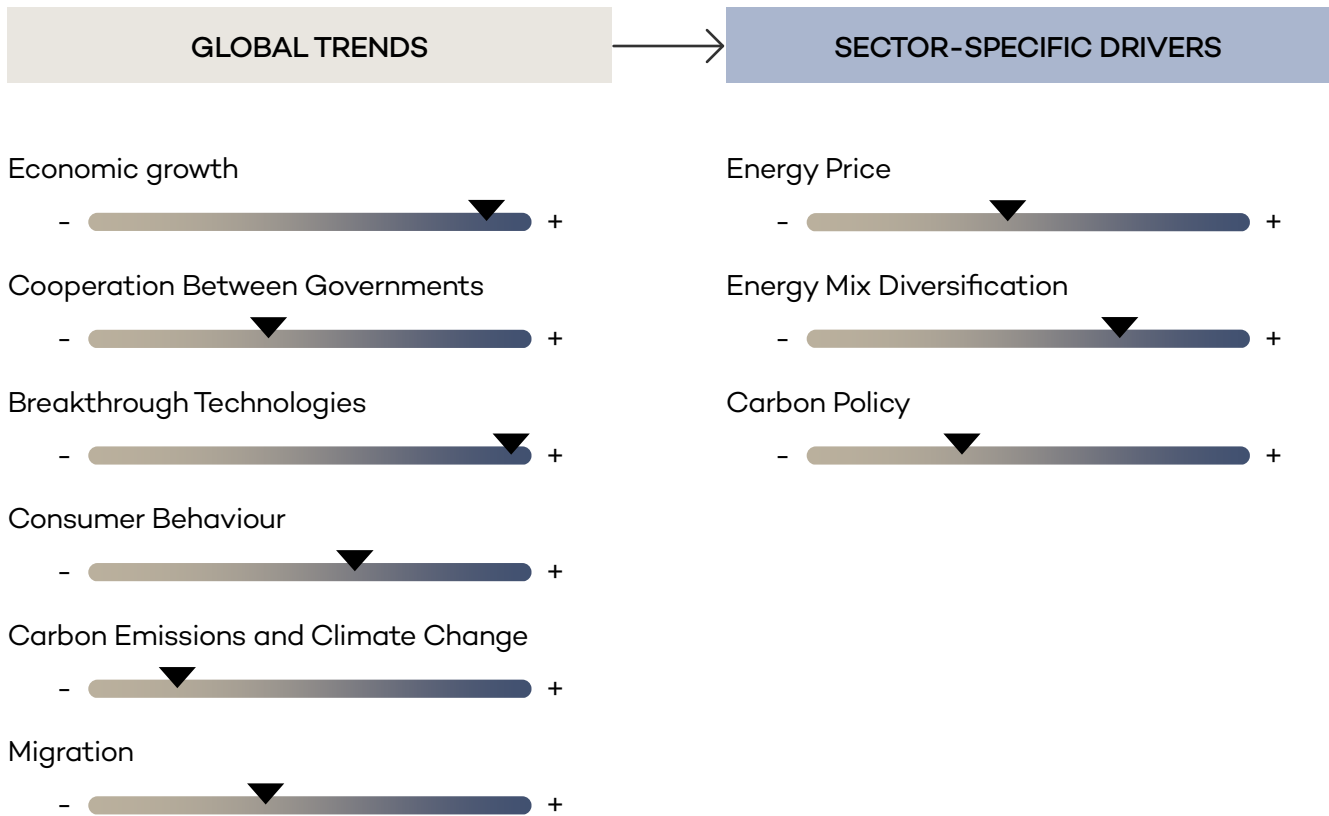 GLOBAL TRENDS
Economic growth
- +
Cooperation Between Governments
- +
Breakthrough Technologies
- +
Consumer Behaviour
- +
Carbon Emissions and Climate Change
- +
Migration
- +
SECTOR-SPECIFIC DRIVERS
Energy Price
- +
Energy Mix Diversification
- +
Carbon Policy
- +